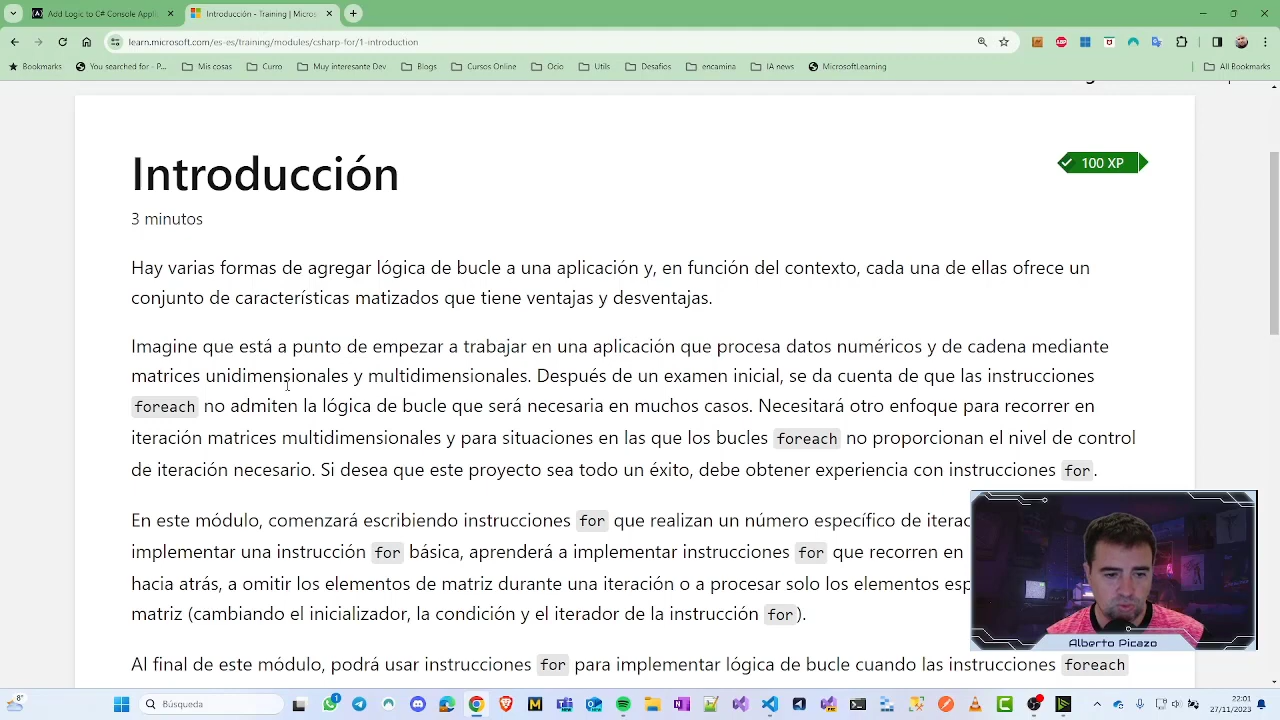 Add Logic to C# Console Appl
Introducción - Training | Micros
learn.microsoft.com/es-es/training/modules/csharp-for/1-introduction
Bookmarks
You searched for - P...
Mis cosas
Curro
Muy interesante Dev
Blogs
Cursos Online
Ocio
Utils
Desafios
encamina
IA news
MicrosoftLearning
All Bookmarks
Introducción
100 XP
3 minutos
Hay varias formas de agregar lógica de bucle a una aplicación y, en función del contexto, cada una de ellas ofrece un
conjunto de características matizados que tiene ventajas y desventajas.
Imagine que está a punto de empezar a trabajar en una aplicación que procesa datos numéricos y de cadena mediante
matrices unidimensionales y multidimensionales. Después de un examen inicial, se da cuenta de que las instrucciones
foreach no admiten la lógica de bucle que será necesaria en muchos casos. Necesitará otro enfoque para recorrer en
iteración matrices multidimensionales y para situaciones en las que los bucles foreach no proporcionan el nivel de control
de iteración necesario. Si desea que este proyecto sea todo un éxito, debe obtener experiencia con instrucciones for.
En este módulo, comenzará escribiendo instrucciones for que realizan un número específico de iterac
implementar una instrucción for básica, aprenderá a implementar instrucciones for que recorren en
hacia atrás, a omitir los elementos de matriz durante una iteración o a procesar solo los elementos esp
matriz (cambiando el inicializador, la condición y el iterador de la instrucción for).
Alberto Picazo
Al final de este módulo, podrá usar instrucciones for para implementar lógica de bucle cuando las instrucciones foreach
8°
Búsqueda
22:01
27/11/2023